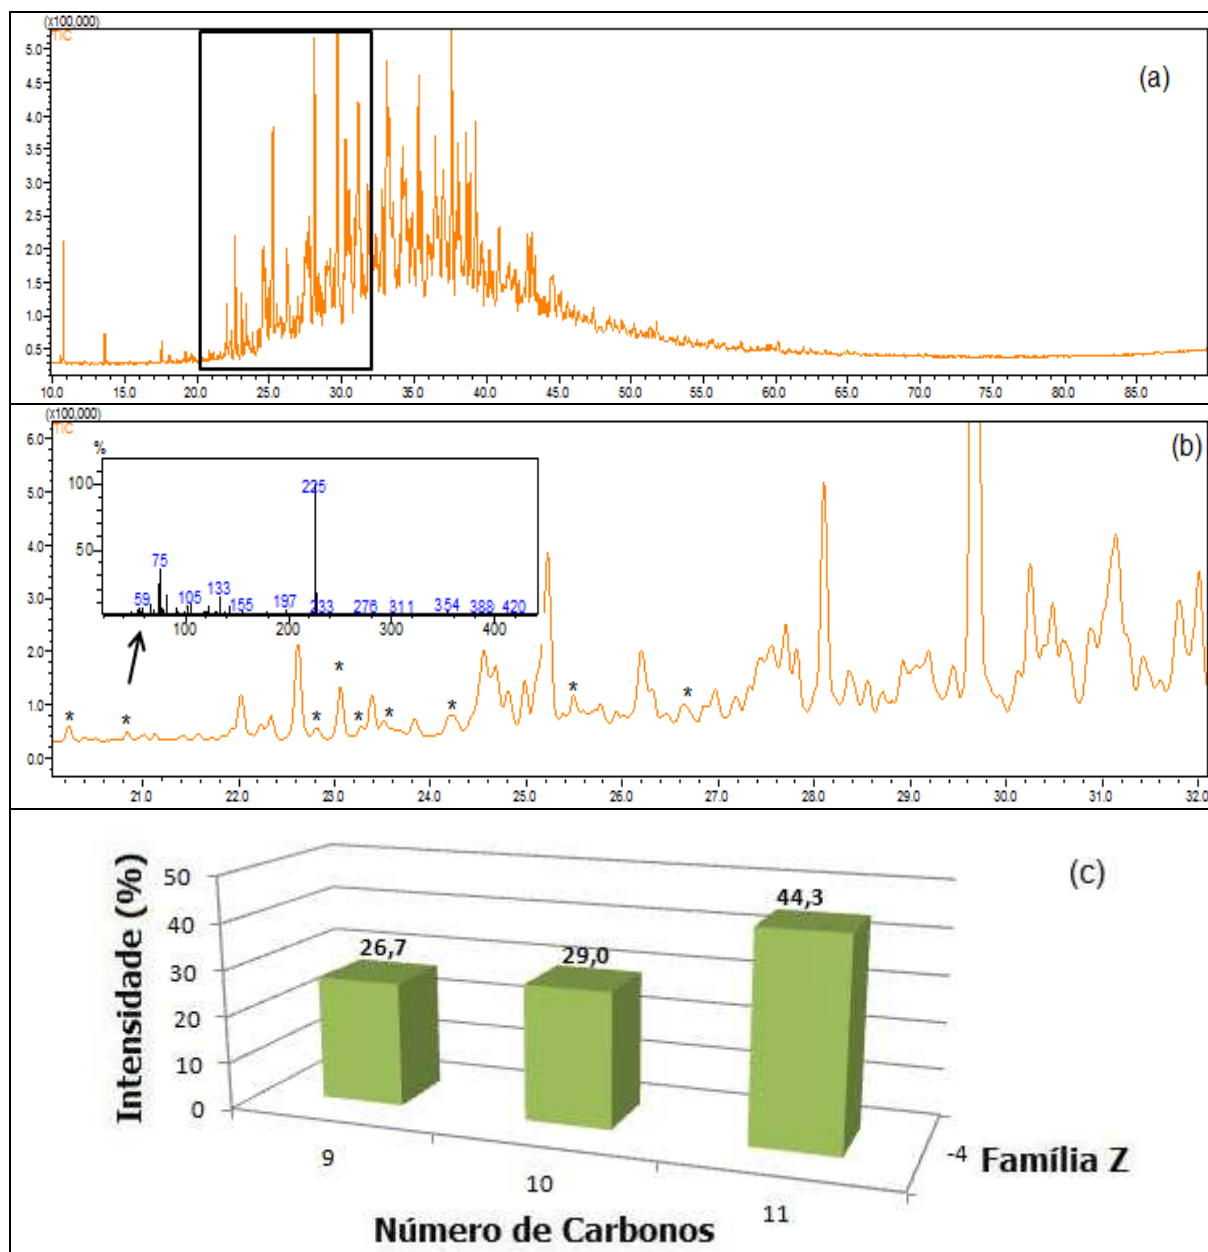 (x100,000)
TIC
(a)
5.0
4.5
4.0
3.5
3.0
2.5
2.0
1.5
1.0
0.5
10.0 15.0 20.0 25.0 30.0 35.0 40.0 45.0 50.0 55.0 60.0 65.0 70.0 75.0 80.0 85.0
(x100,000)
TIC
(b)
6.0
5.0
4.0
3.0
2.0
1.0
0.0
%
100
50
225
75
59 105 133 155 197 233 276 311 354 388 420
100 200 300 400
* * * * * * * * *
21.0 22.0 23.0 24.0 25.0 26.0 27.0 28.0 29.0 30.0 31.0 32.0
(c)
Intensidade (%)
50
40
30
20
10
0
26,7
29,0
44,3
9
10
11
-4 Família Z
Número de Carbonos